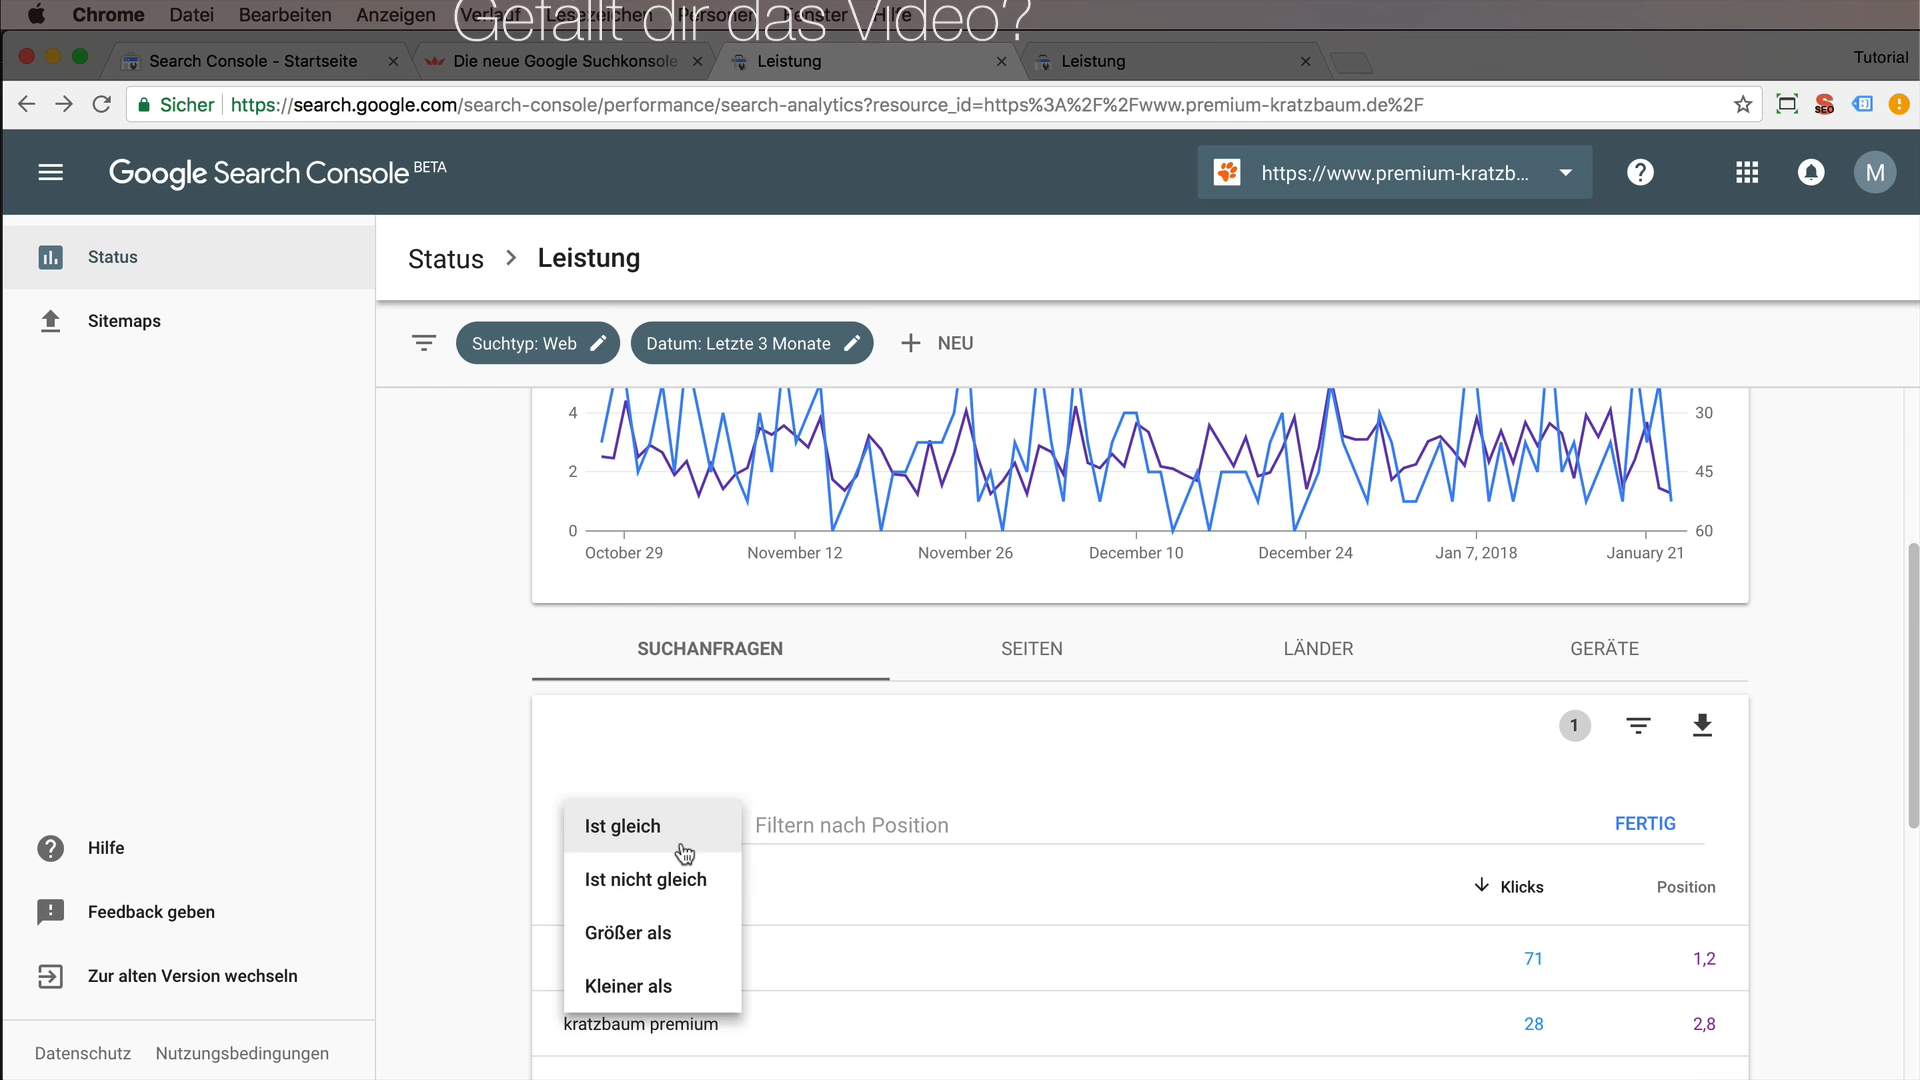 Chrome Datei Bearbeiten Anzeigen Verlauf Lesezeichen Personen Fenster Hilfe
Gefällt dir das Video?
Search Console - Startseite
Die neue Google Suchkonsole
Leistung
Leistung
Tutorial
Sicher https://search.google.com/search-console/performance/search-analytics?resource_id=https%3A%2F%2Fwww.premium-kratzbaum.de%2F
SEO
Google Search Console BETA
https://www.premium-kratzb...
M
Status
Sitemaps
Status > Leistung
Suchtyp: Web
Datum: Letzte 3 Monate
+ NEU
4 30
2 45
0 60
October 29 November 12 November 26 December 10 December 24 Jan 7, 2018 January 21
SUCHANFRAGEN SEITEN LÄNDER GERÄTE
1
Ist gleich
Ist nicht gleich
Größer als
Kleiner als
Filtern nach Position
FERTIG
Klicks Position
71 1,2
kratzbaum premium 28 2,8
Hilfe
Feedback geben
Zur alten Version wechseln
Datenschutz Nutzungsbedingungen